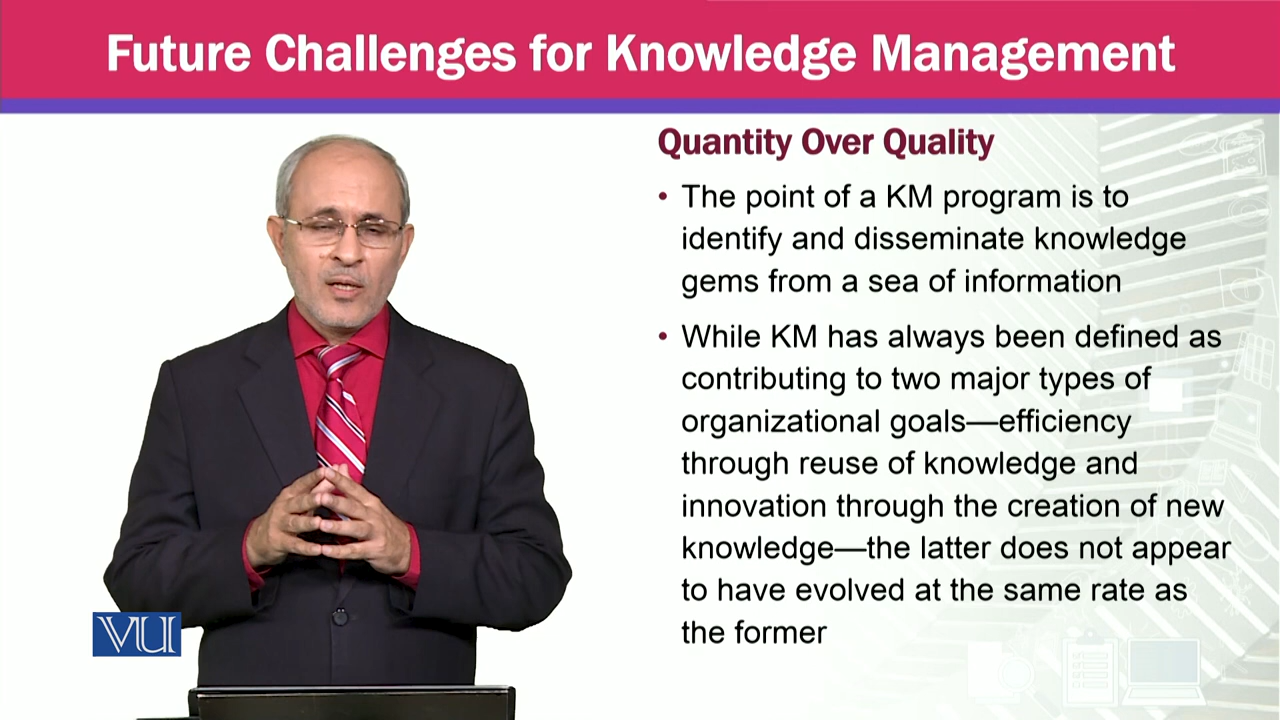 Future Challenges for Knowledge Management
Quantity Over Quality
• The point of a KM program is to
identify and disseminate knowledge
gems from a sea of information
• While KM has always been defined as
contributing to two major types of
organizational goals—efficiency
through reuse of knowledge and
innovation through the creation of new
knowledge—the latter does not appear
to have evolved at the same rate as
the former
VU